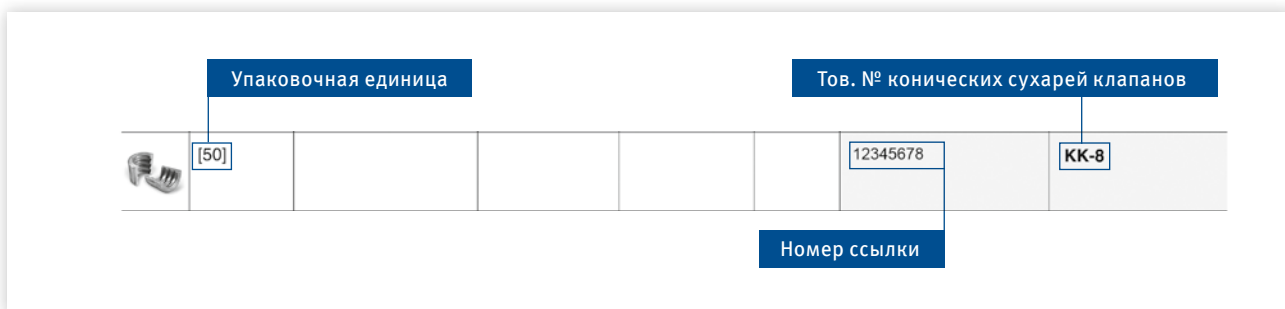 Упаковочная единица
Тов. № конических сухарей клапанов
[50]
12345678
KK-8
Номер ссылки